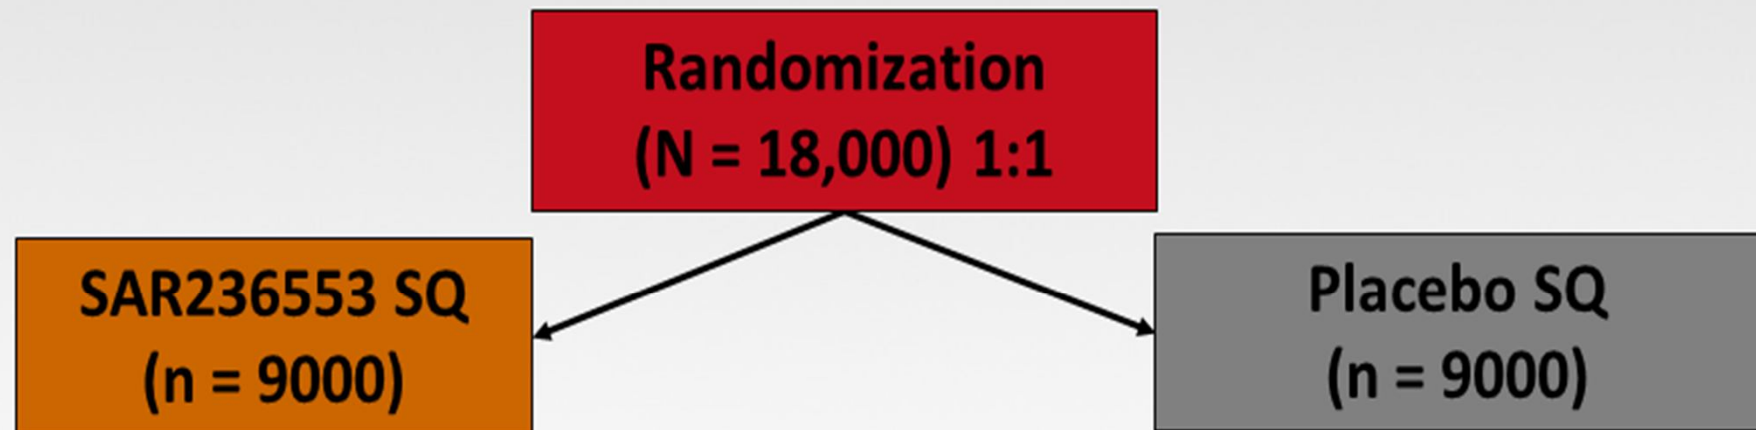 Randomization
(N = 18,000) 1:1
SAR236553 SQ
(n = 9000)
Placebo SQ
(n = 9000)